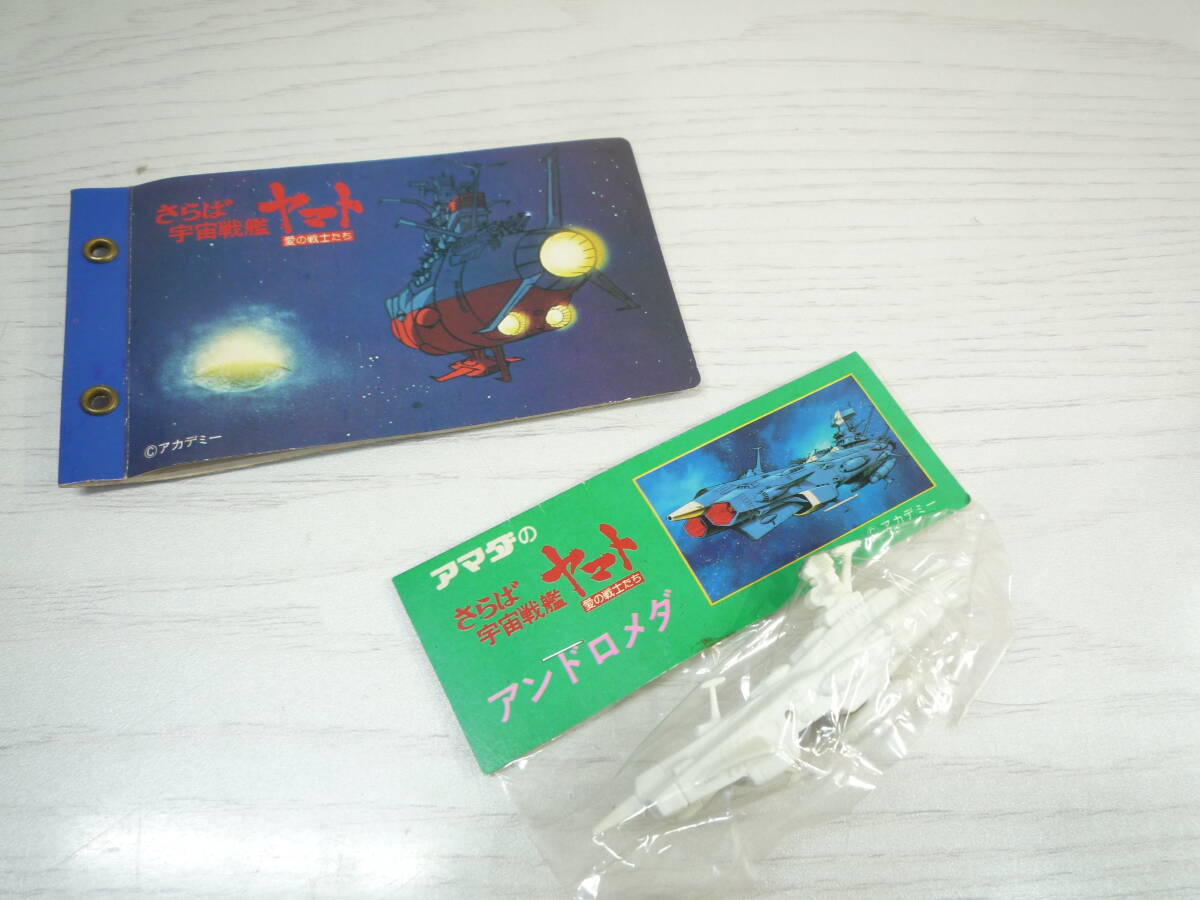 さらば
宇宙戦艦
ヤマト
愛の戦士たち
©アカデミー
アマダの
さらば
宇宙戦艦
ヤマト
愛の戦士たち
アンドロメダ
©アカデミー